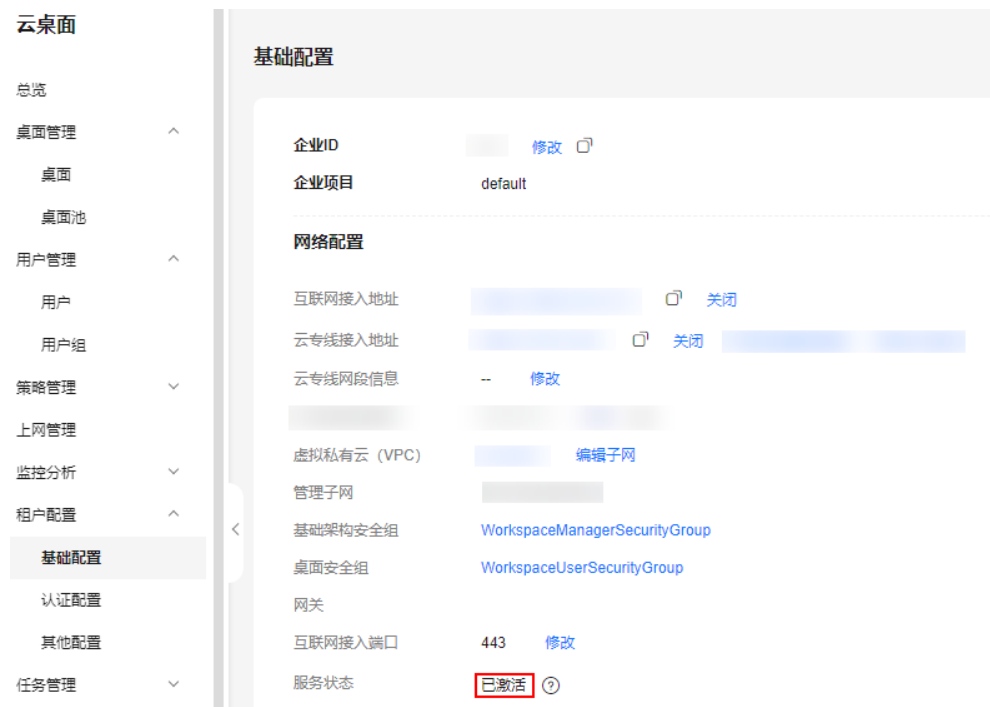 云桌面
总览
桌面管理
桌面
桌面池
用户管理
用户
用户组
策略管理
上网管理
监控分析
租户配置
基础配置
认证配置
其他配置
任务管理
基础配置
企业ID 修改
企业项目 default
网络配置
互联网接入地址 关闭
云专线接入地址 关闭
云专线网段信息 -- 修改
虚拟私有云（VPC） 编辑子网
管理子网
基础架构安全组 WorkspaceManagerSecurityGroup
桌面安全组 WorkspaceUserSecurityGroup
网关
互联网接入端口 443 修改
服务状态 已激活 ?